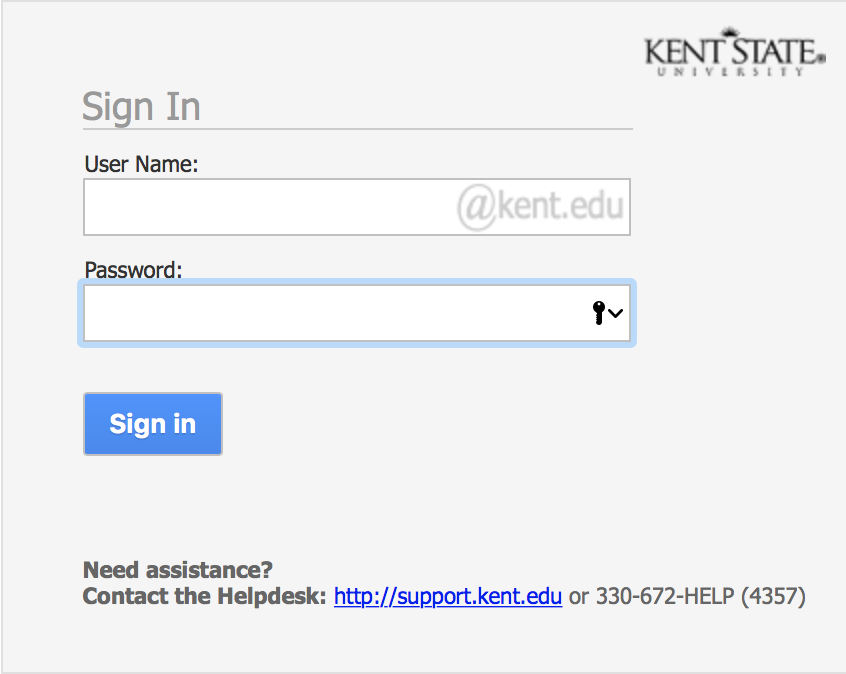 KENT STATE®
UNIVERSITY
Sign In
User Name:
@kent.edu
Password:
Sign in
Need assistance?
Contact the Helpdesk: http://support.kent.edu or 330-672-HELP (4357)